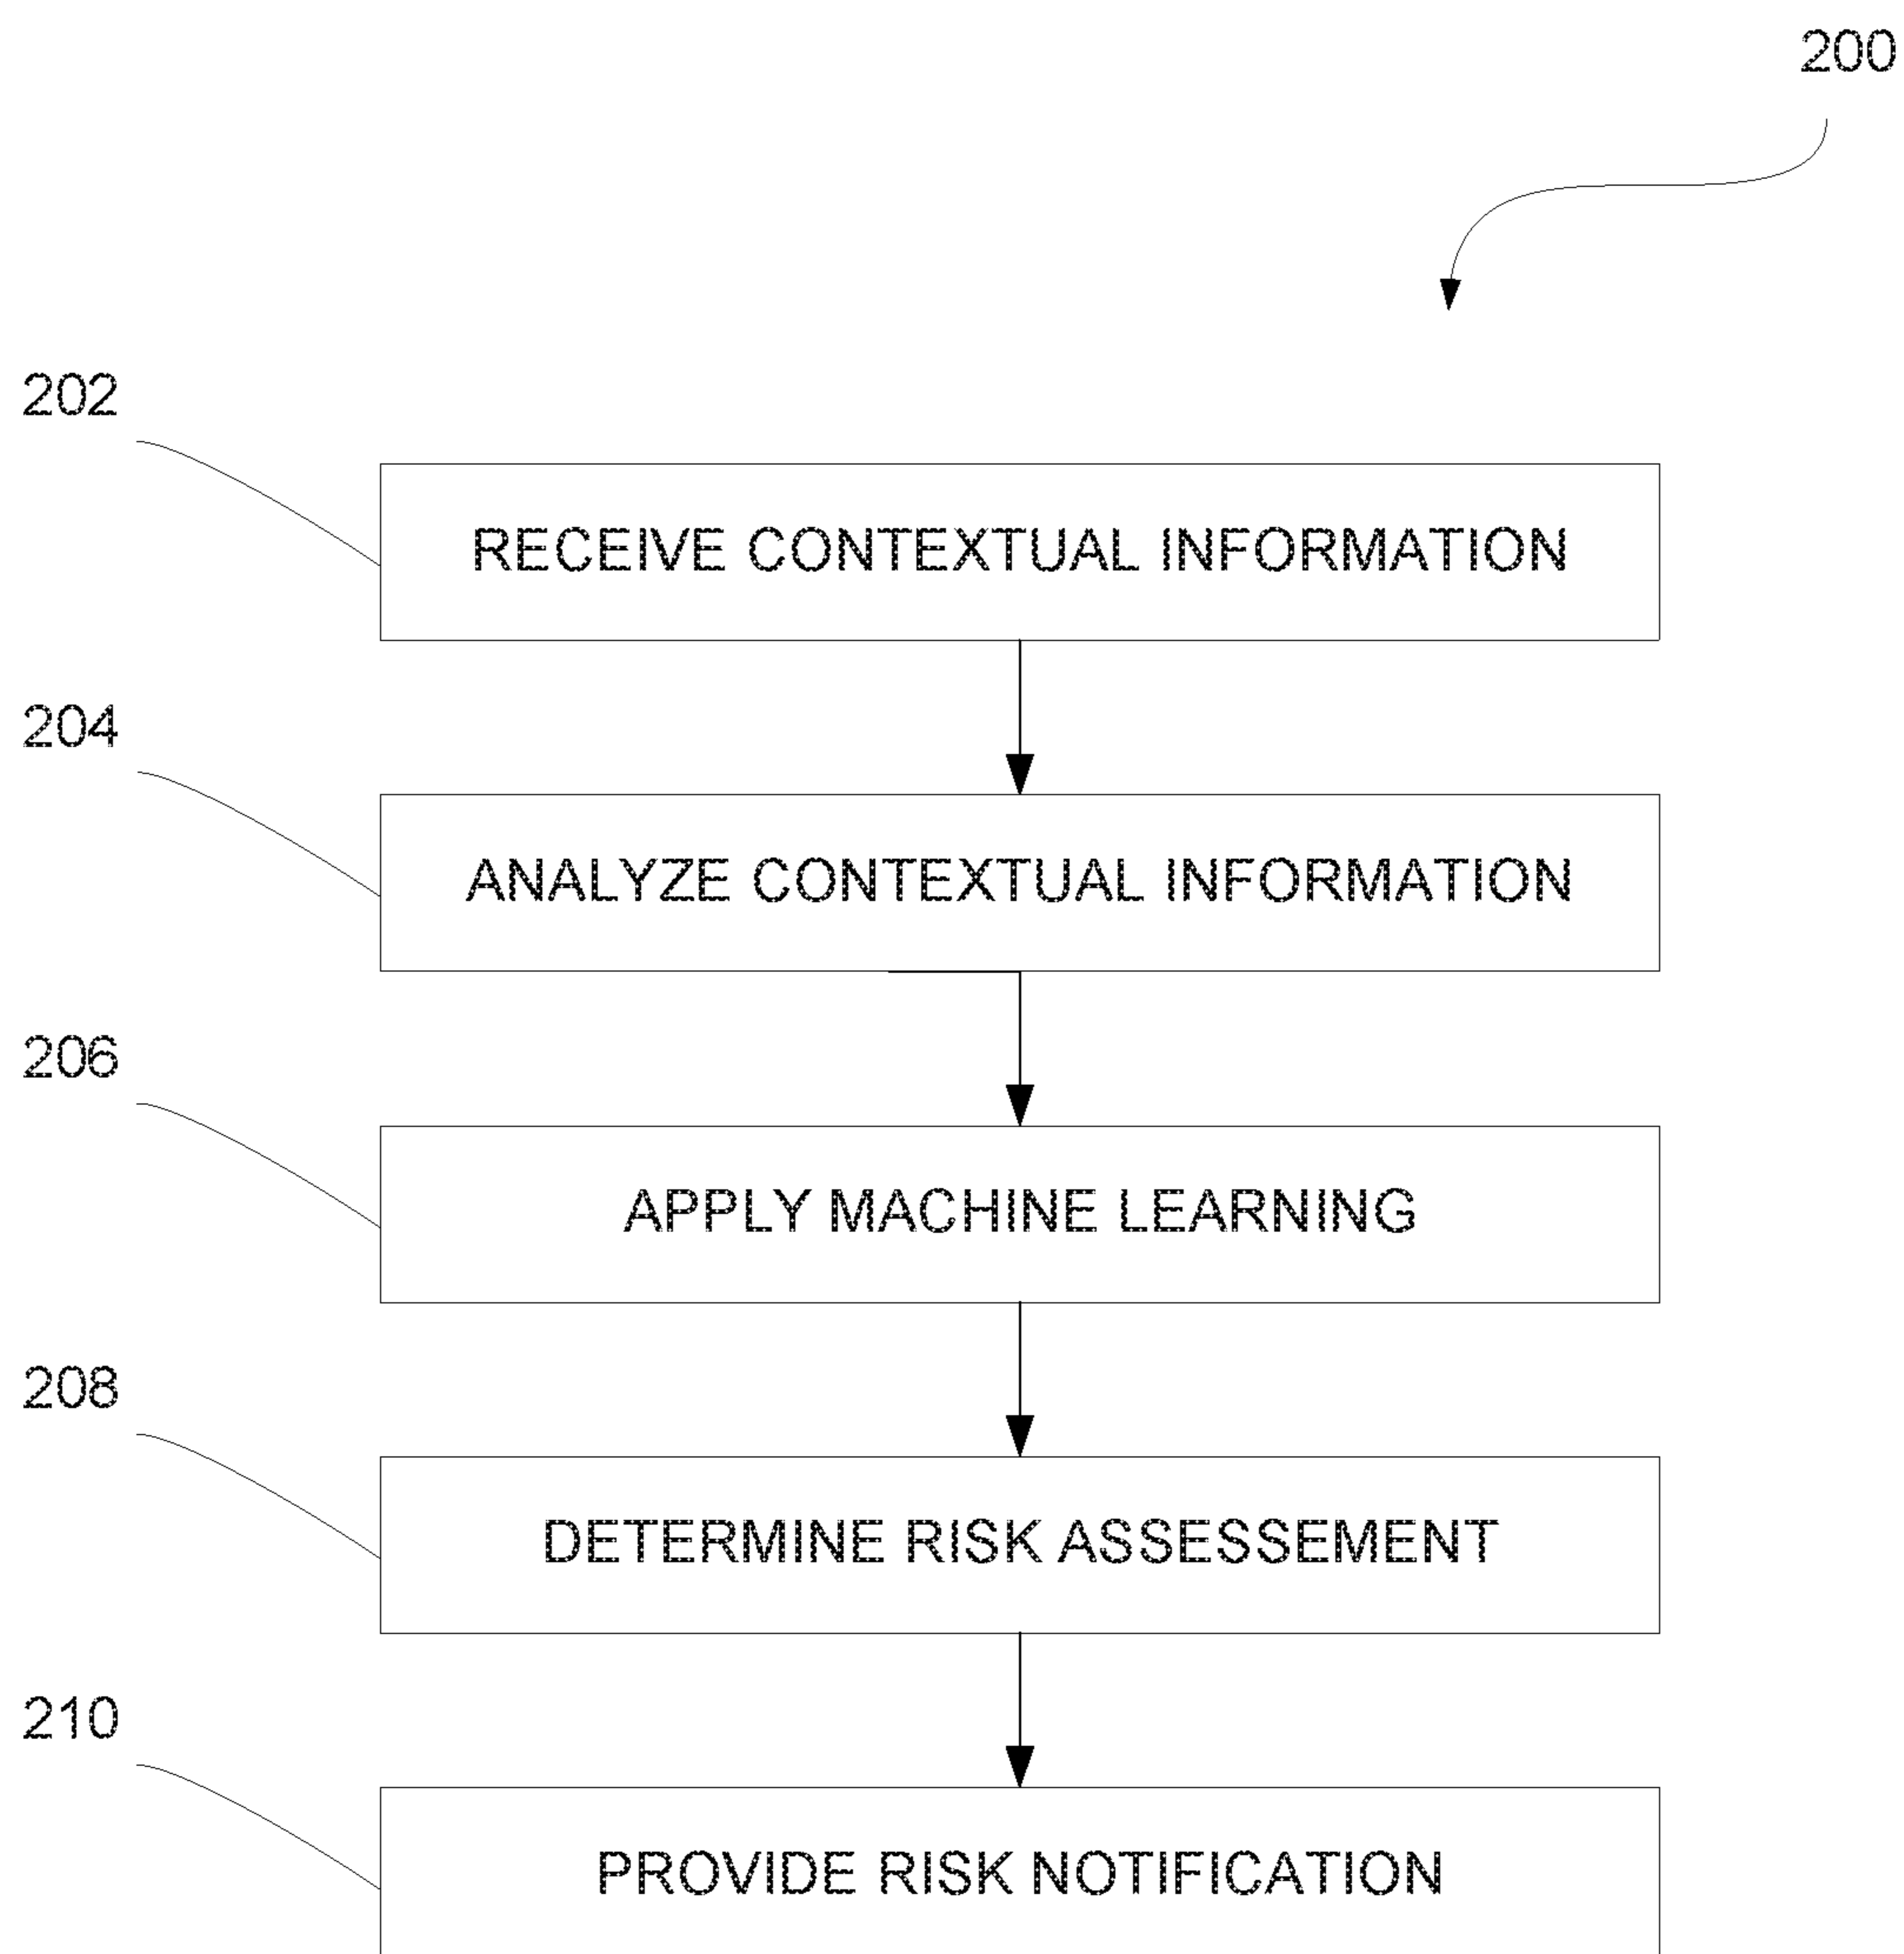 200
202
RECEIVE CONTEXTUAL INFORMATION
204
ANALYZE CONTEXTUAL INFORMATION
206
APPLY MACHINE LEARNING
208
DETERMINE RISK ASSESSEMENT
210
PROVIDE RISK NOTIFICATION